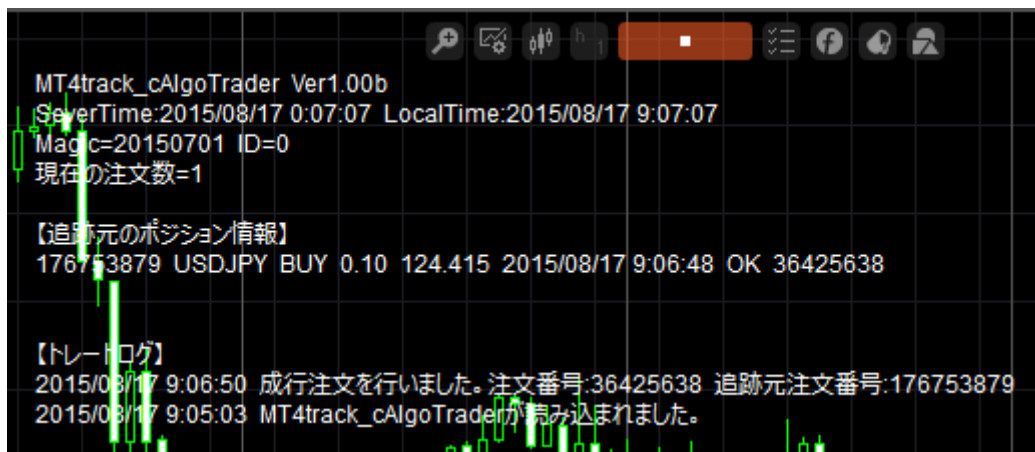 h 1
MT4track_cAlgoTrader Ver1.00b
SeverTime:2015/08/17 0:07:07 LocalTime:2015/08/17 9:07:07
Magic=20150701 ID=0
現在の注文数=1
【追跡元のポジション情報】
176753879 USDJPY BUY 0.10 124.415 2015/08/17 9:06:48 OK 36425638
【トレードログ】
2015/08/17 9:06:50 成行注文を行いました。注文番号:36425638 追跡元注文番号:176753879
2015/08/17 9:05:03 MT4track_cAlgoTraderが読み込まれました。